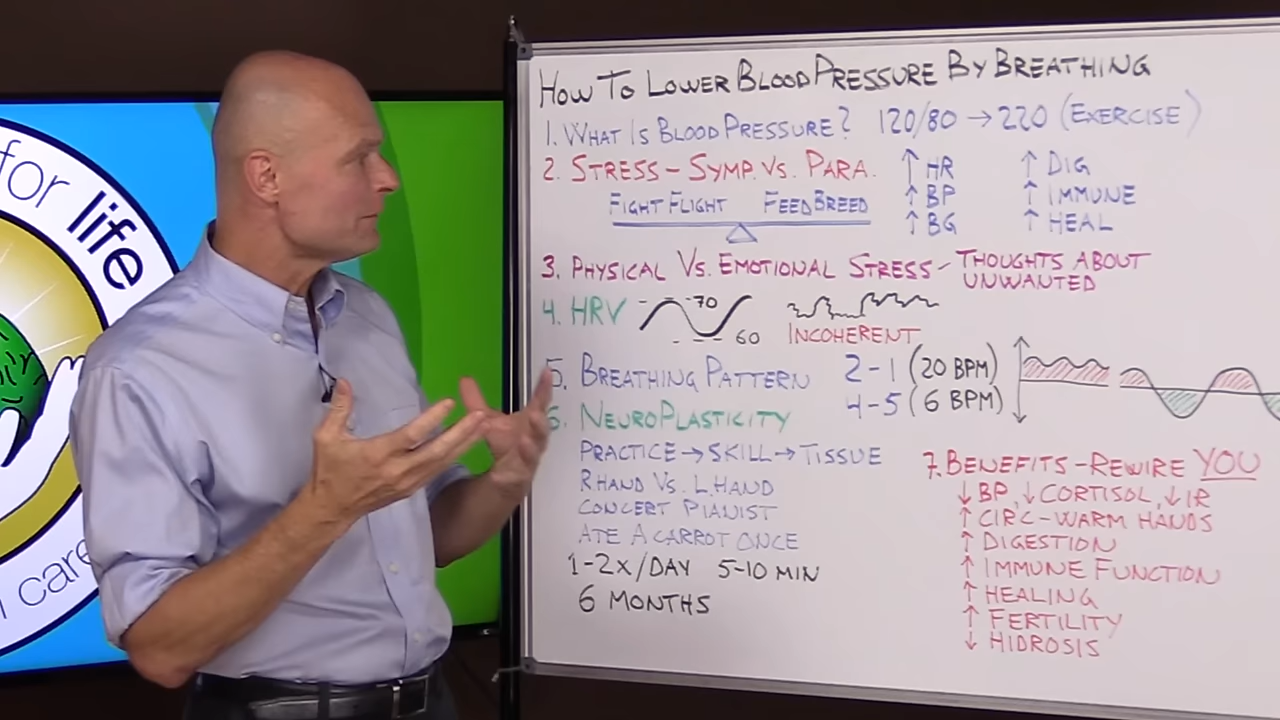 for life
l care
HOW TO LOWER BLOOD PRESSURE BY BREATHING
1. WHAT IS BLOOD PRESSURE? 120/80 → 220 (EXERCISE)
2. STRESS – SYMP. VS. PARA. ↑ HR ↑ DIG
FIGHT FLIGHT FEED BREED ↑ BP ↑ IMMUNE
↑ BG ↑ HEAL
3. PHYSICAL VS. EMOTIONAL STRESS – THOUGHTS ABOUT
UNWANTED
4. HRV 70
60
INCOHERENT
5. BREATHING PATTERN 2-1 (20 BPM)
4-5 (6 BPM)
6. NEUROPLASTICITY
PRACTICE → SKILL → TISSUE
R HAND VS. L. HAND
CONCERT PIANIST
ATE A CARROT ONCE
1-2X/DAY 5-10 MIN
6 MONTHS
7. BENEFITS – REWIRE YOU
↓ BP, ↓ CORTISOL, ↓ IR
↑ CIRC – WARM HANDS
↑ DIGESTION
↑ IMMUNE FUNCTION
↑ HEALING
↑ FERTILITY
↓ HIDROSIS